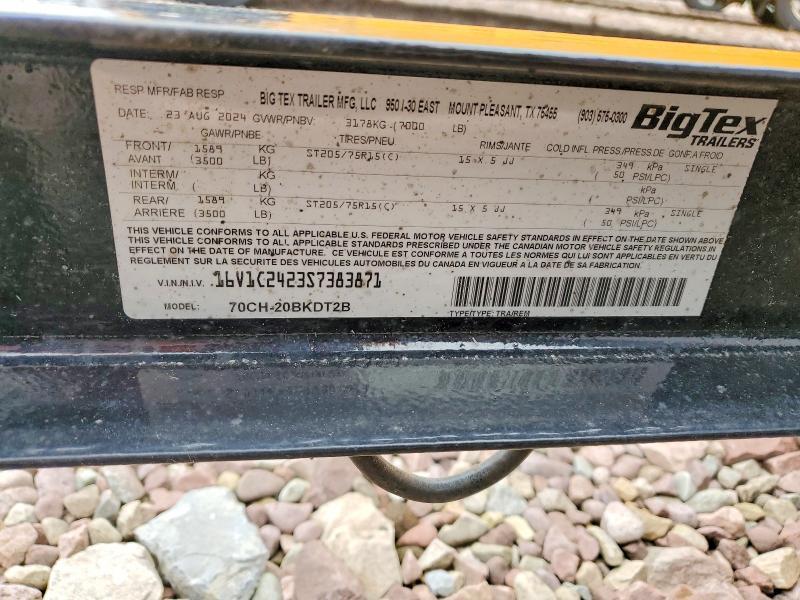 RESP MFR/FAB RESP BIG TEX TRAILER MFG, LLC 950 I-30 EAST MOUNT PLEASANT, TX 76455 (903) 575-0300 BigTex TRAILERS
DATE: 23 AUG 2024 GVWR/PNBV: 3178KG (7000 LB)
GAWR/PNBE TIRES/PNEU RIMS/JANTE COLD INFL. PRESS/PRESS.DE GONF.A FROID
FRONT/ 1589 KG ST205/75R15(C) 15 X 5 JJ 349 kPa SINGLE
AVANT (3500 LB) ( 50 PSI/LPC)
INTERM/ KG kPa
INTERM. ( LB) ( PSI/LPC)
REAR/ 1589 KG ST205/75R15(C) 15 X 5 JJ 349 kPa SINGLE
ARRIÈRE (3500 LB) ( 50 PSI/LPC)
THIS VEHICLE CONFORMS TO ALL APPLICABLE U.S. FEDERAL MOTOR VEHICLE SAFETY STANDARDS IN EFFECT ON THE DATE OF MANUFACTURE SHOWN ABOVE.
THIS VEHICLE CONFORMS TO ALL APPLICABLE STANDARDS PRESCRIBED UNDER THE CANADIAN MOTOR VEHICLE SAFETY REGULATIONS IN
EFFECT ON THE DATE OF MANUFACTURE. CE VEHICULE EST CONFORME A TOUTES LES NORMES QUI LUI SONT APPLICABLES EN VERTU DU
REGLEMENT SUR LA SECURITE DES VEHICULES AUTOMOBILES DU CANADA EN VIGUEUR A LA DATE DE SA FABRICATION.
V.I.N./N.I.V. 16V1C2423S7383871
MODEL: 70CH-20BKDT2B TYPE/TYPE: TRA/REM